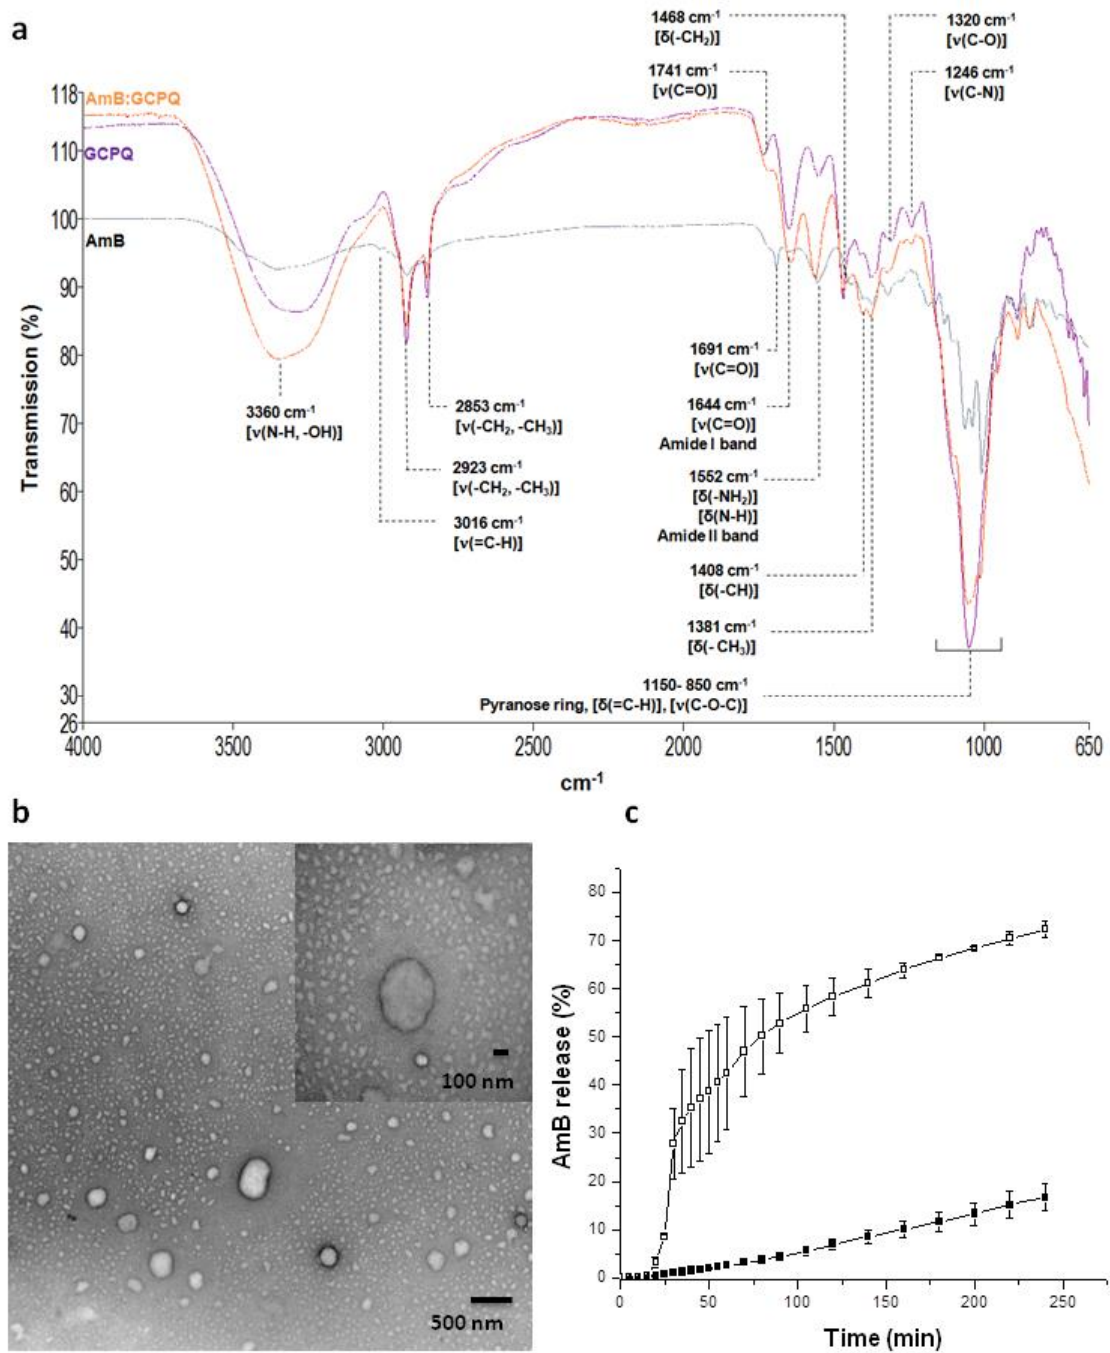 a
1468 cm-1
[δ(-CH2)]
1320 cm-1
[ν(C-O)]
1741 cm-1
[ν(C=O)]
1246 cm-1
[ν(C-N)]
118
AmB:GCPQ
110
GCPQ
100
AmB
90
80
70
60
50
40
30
26
Transmission (%)
3360 cm-1
[ν(N-H, -OH)]
2853 cm-1
[ν(-CH2, -CH3)]
2923 cm-1
[ν(-CH2, -CH3)]
3016 cm-1
[ν(=C-H)]
1691 cm-1
[ν(C=O)]
1644 cm-1
[ν(C=O)]
Amide I band
1552 cm-1
[δ(-NH2)]
[δ(N-H)]
Amide II band
1408 cm-1
[δ(-CH)]
1381 cm-1
[δ(- CH3)]
1150- 850 cm-1
Pyranose ring, [δ(=C-H)], [ν(C-O-C)]
4000 3500 3000 2500 2000 1500 1000 650
cm-1
b
100 nm
500 nm
c
80
70
60
50
40
30
20
10
0
AmB release (%)
0 50 100 150 200 250
Time (min)